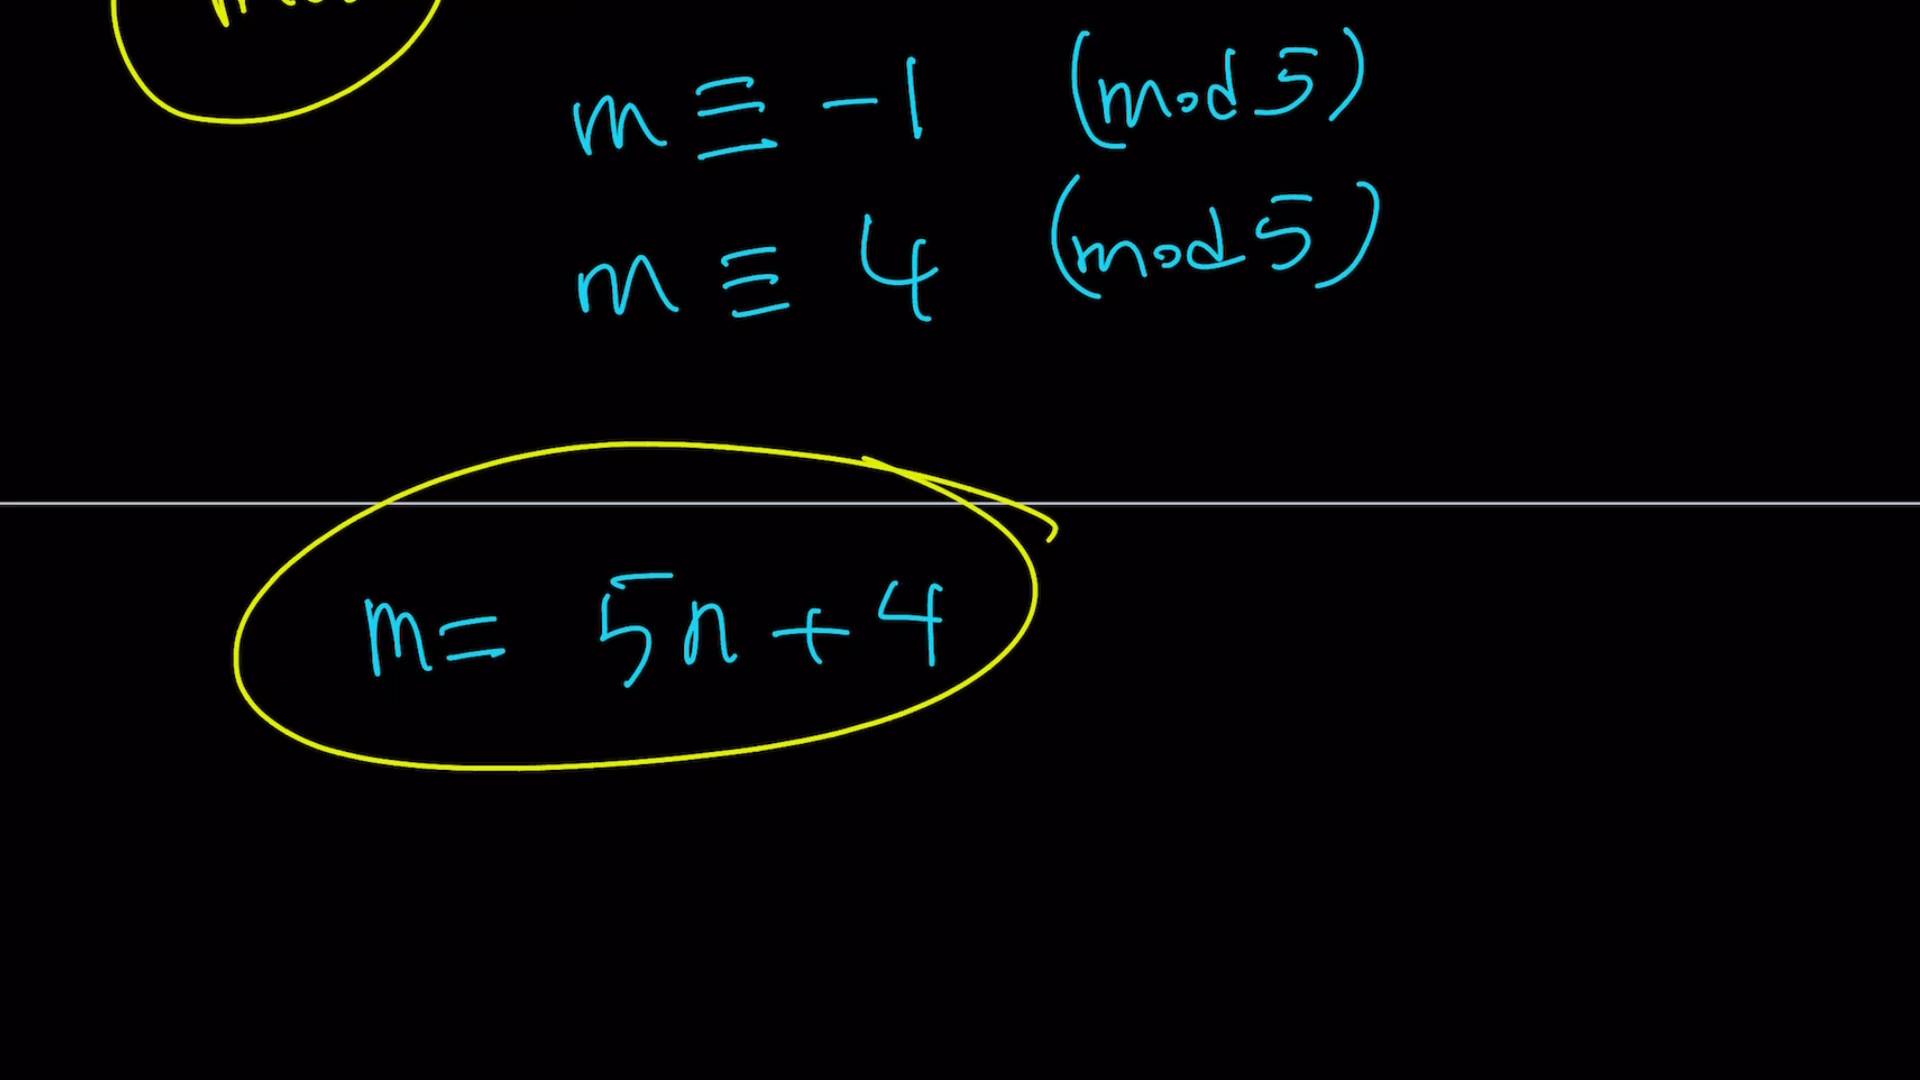 m ≡ -1 (mod 5)
m ≡ 4 (mod 5)
m = 5n + 4